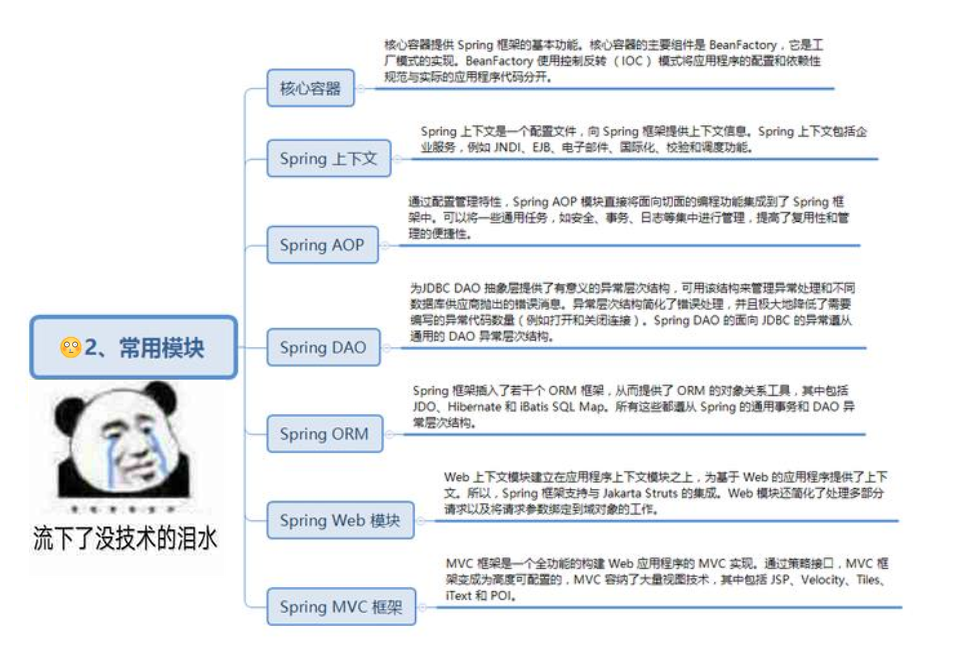 核心容器提供 Spring 框架的基本功能。核心容器的主要组件是 BeanFactory，它是工
厂模式的实现。BeanFactory 使用控制反转 （IOC ）模式将应用程序的配置和依赖性
规范与实际的应用程序代码分开。
核心容器
Spring 上下文是一个配置文件，向 Spring 框架提供上下文信息。Spring 上下文包括企
业服务，例如 JNDI、EJB、电子邮件、国际化、校验和调度功能。
Spring 上下文
通过配置管理特性，Spring AOP 模块直接将面向切面的编程功能集成到了 Spring 框
架中。可以将一些通用任务，如安全、事务、日志等集中进行管理，提高了复用性和管
理的便捷性。
Spring AOP
为JDBC DAO 抽象层提供了有意义的异常层次结构，可用该结构来管理异常处理和不同
数据库供应商抛出的错误消息。异常层次结构简化了错误处理，并且极大地降低了需要
编写的异常代码数量（例如打开和关闭连接）。Spring DAO 的面向 JDBC 的异常遵从
通用的 DAO 异常层次结构。
Spring DAO
2、常用模块
Spring 框架插入了若干个 ORM 框架，从而提供了 ORM 的对象关系工具，其中包括
JDO、Hibernate 和 iBatis SQL Map。所有这些都遵从 Spring 的通用事务和 DAO 异
常层次结构。
Spring ORM
Web 上下文模块建立在应用程序上下文模块之上，为基于 Web 的应用程序提供了上下
文。所以，Spring 框架支持与 Jakarta Struts 的集成。Web 模块还简化了处理多部分
请求以及将请求参数绑定到域对象的工作。
Spring Web 模块
流下了没技术的泪水
MVC 框架是一个全功能的构建 Web 应用程序的 MVC 实现。通过策略接口，MVC 框
架变成为高度可配置的，MVC 容纳了大量视图技术，其中包括 JSP、Velocity、Tiles、
iText 和 POI。
Spring MVC 框架